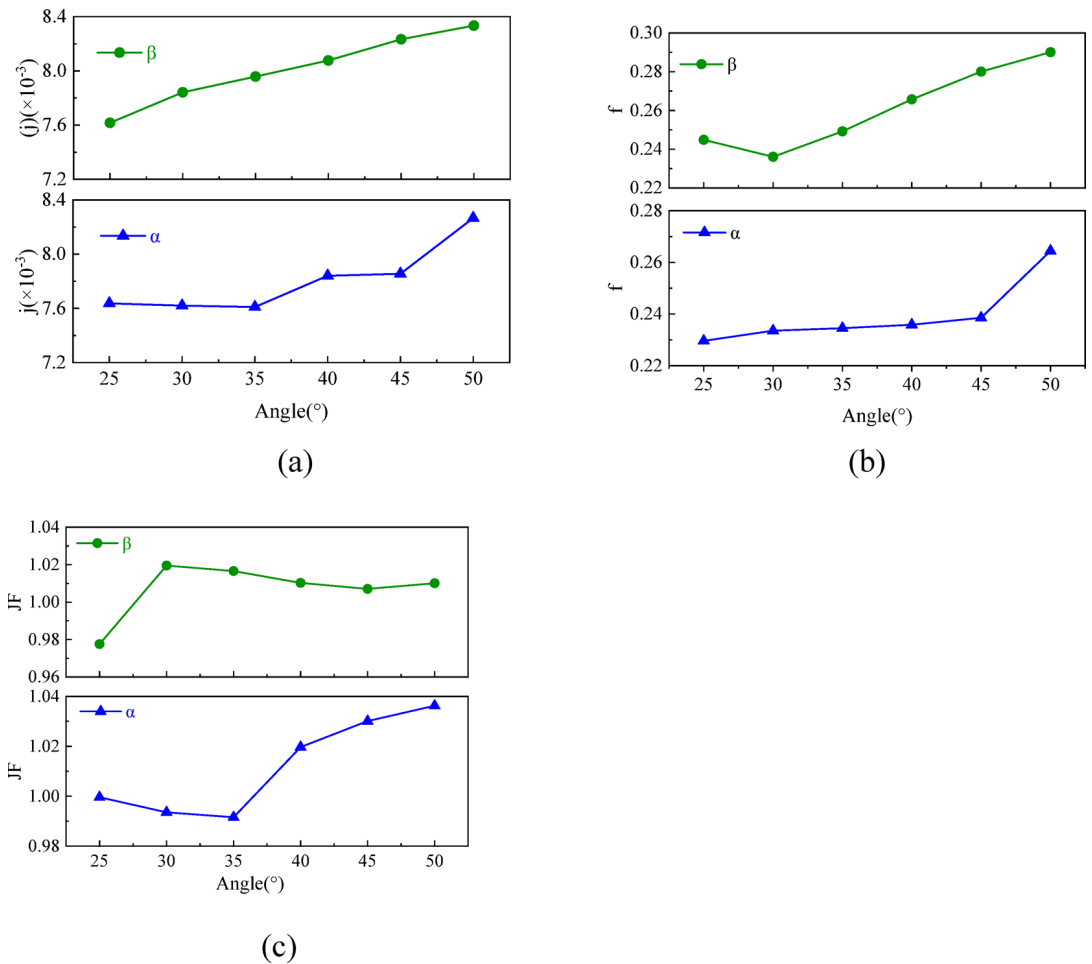 8.4
β
8.0
(j)(×10⁻³)
7.6
7.2
8.4
α
8.0
j(×10⁻³)
7.6
7.2
25 30 35 40 45 50
Angle(°)
(a)
0.30
β
0.28
f
0.26
0.24
0.22
0.28
α
0.26
f
0.24
0.22
25 30 35 40 45 50
Angle(°)
(b)
1.04
β
1.02
JF
1.00
0.98
0.96
1.04
α
1.02
JF
1.00
0.98
25 30 35 40 45 50
Angle(°)
(c)